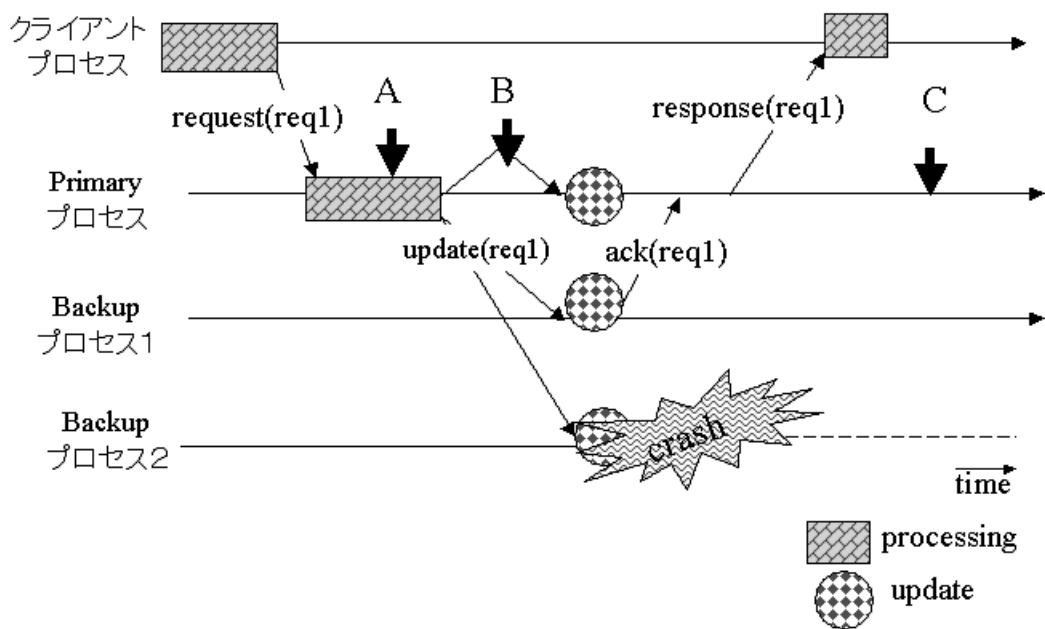 クライアント
プロセス
A
B
C
request(req1)
response(req1)
Primary
プロセス
update(req1)
ack(req1)
Backup
プロセス1
Backup
プロセス2
crash
time
processing
update